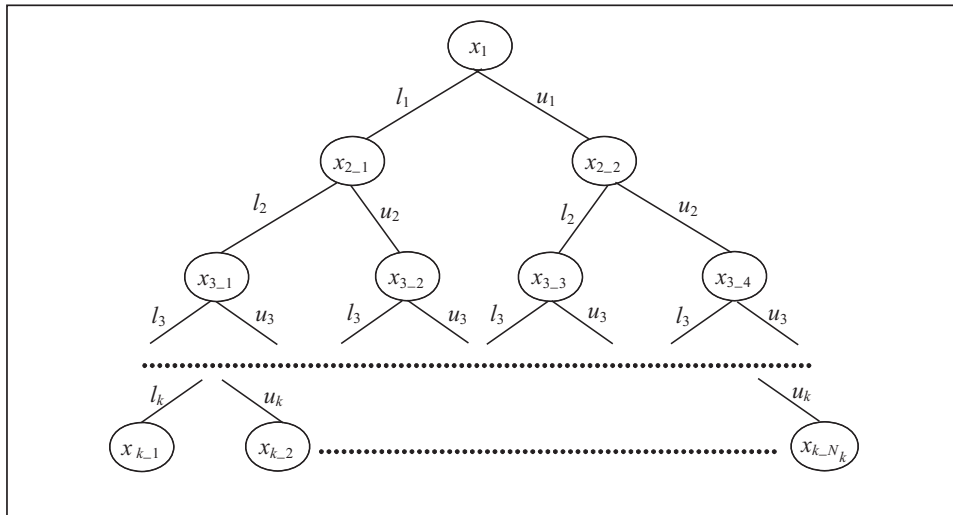 x1
l1 u1
x2_1 x2_2
l2 u2 l2 u2
x3_1 x3_2 x3_3 x3_4
l3 u3 l3 u3 l3 u3 l3 u3
lk uk uk
x k_1 xk_2 xk_Nk